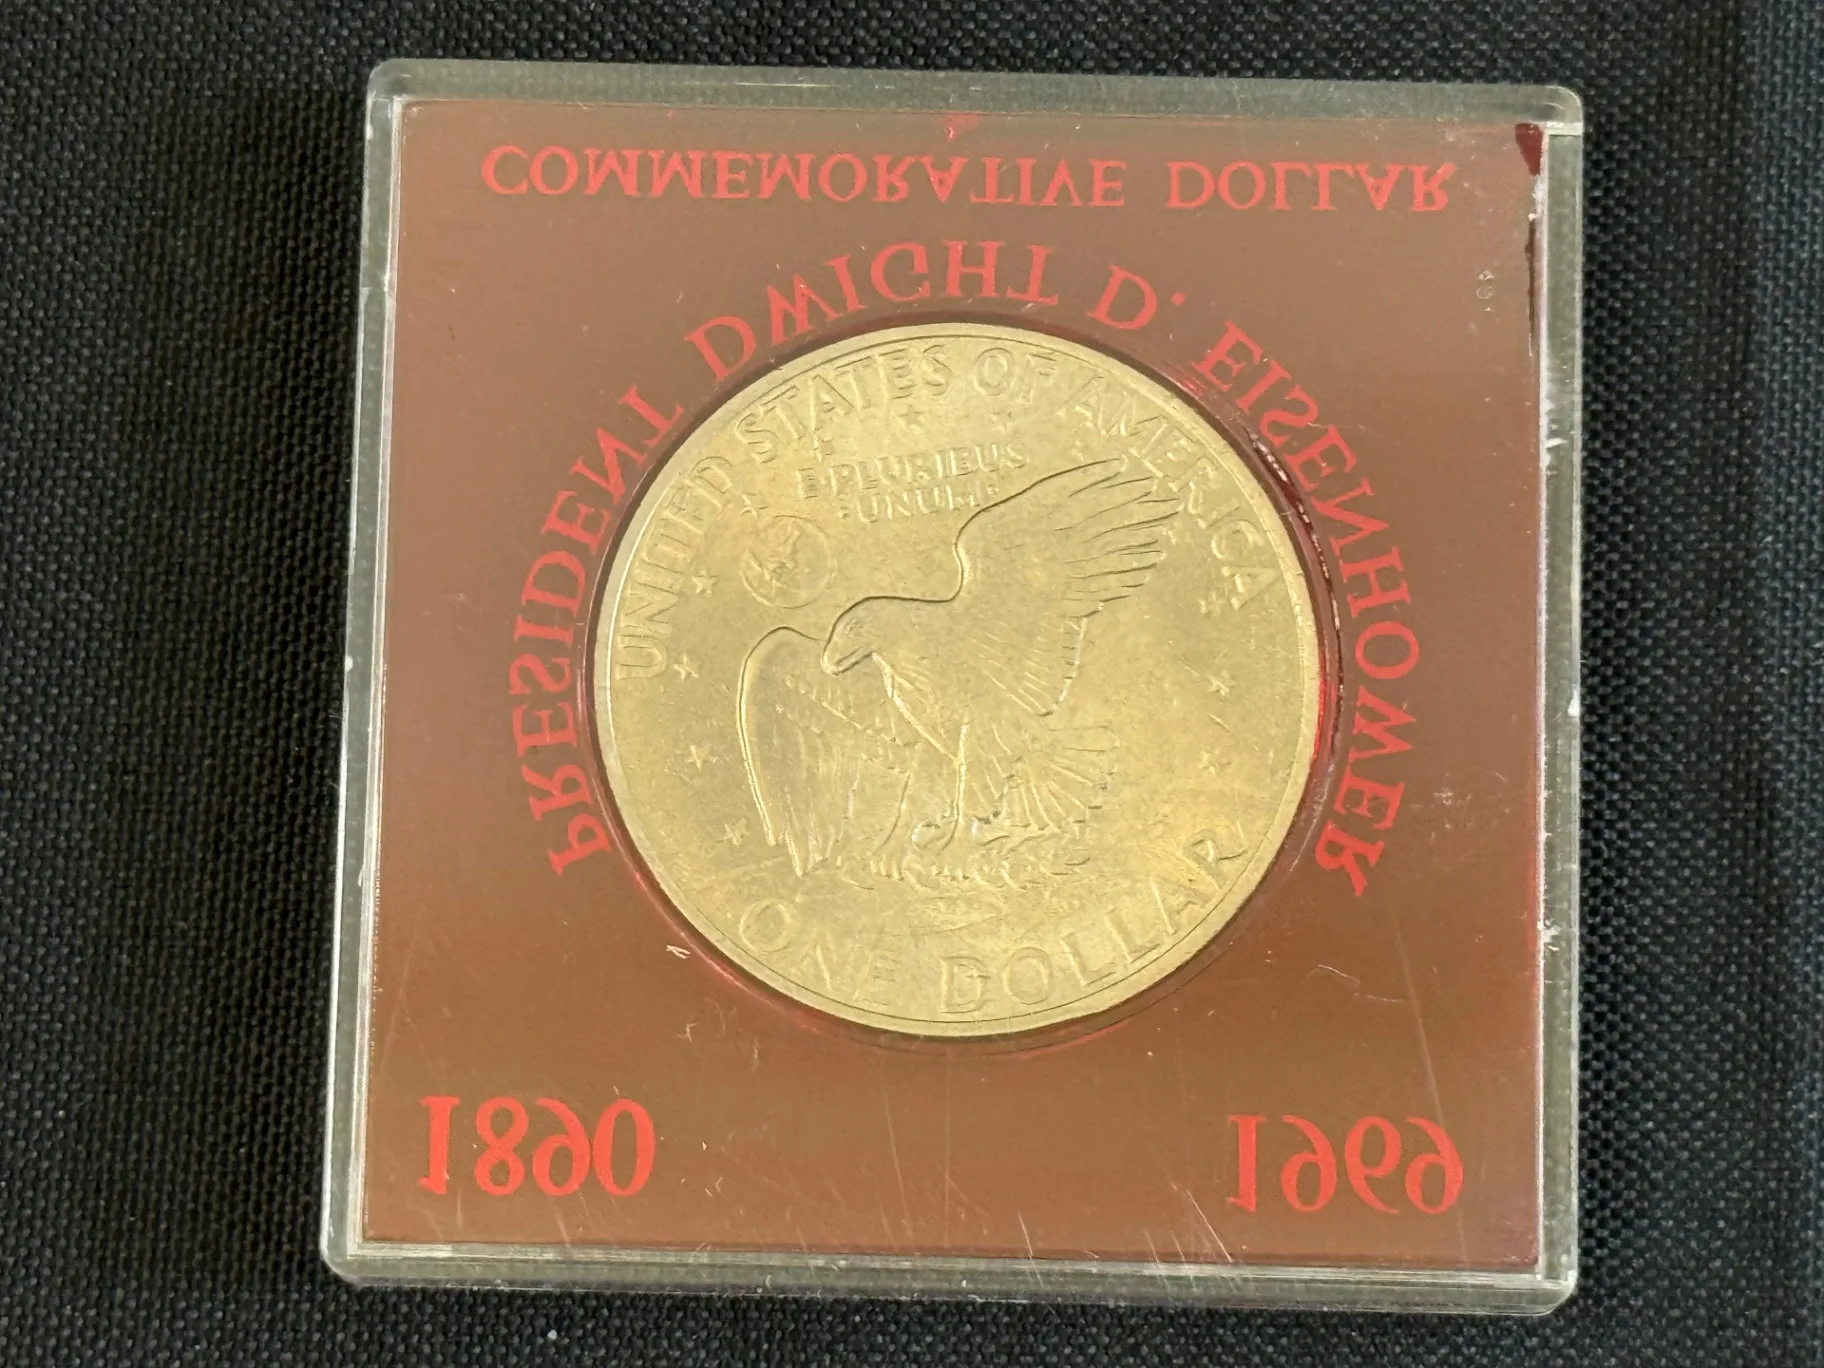 COMMEMORATIVE DOLLAR
PRESIDENT DWIGHT D. EISENHOWER
UNITED STATES OF AMERICA
E PLURIBUS
UNUM
ONE DOLLAR
1890 1969